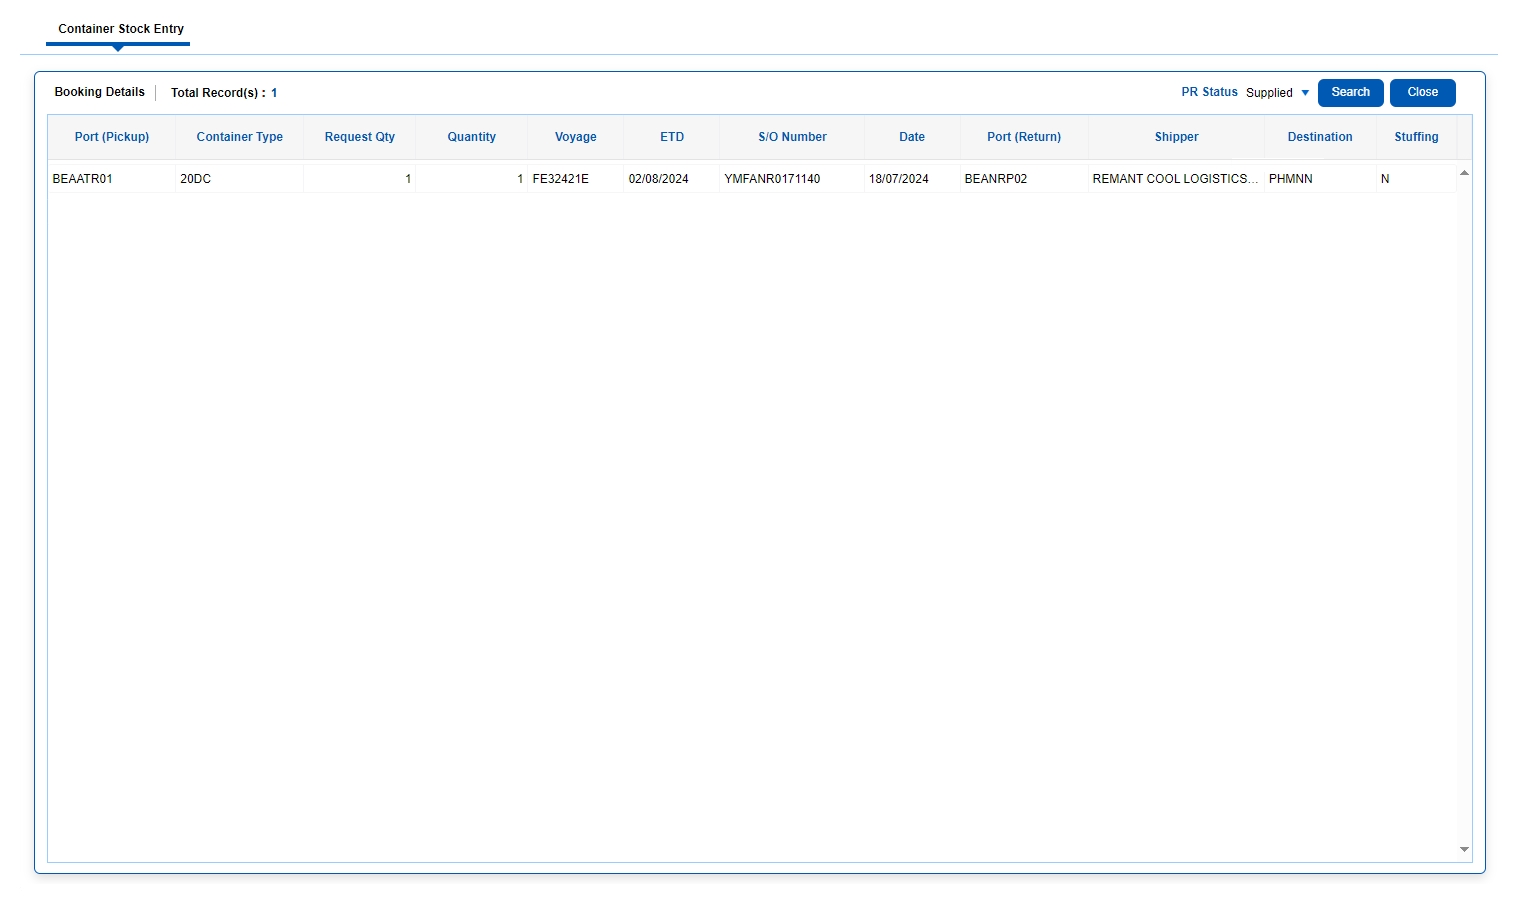 Container Stock Entry
Booking Details Total Record(s) : 1 PR Status Supplied Search Close
Port (Pickup) Container Type Request Qty Quantity Voyage ETD S/O Number Date Port (Return) Shipper Destination Stuffing
BEAATR01 20DC 1 1 FE32421E 02/08/2024 YMFANR0171140 18/07/2024 BEANRP02 REMANT COOL LOGISTICS... PHMNN N